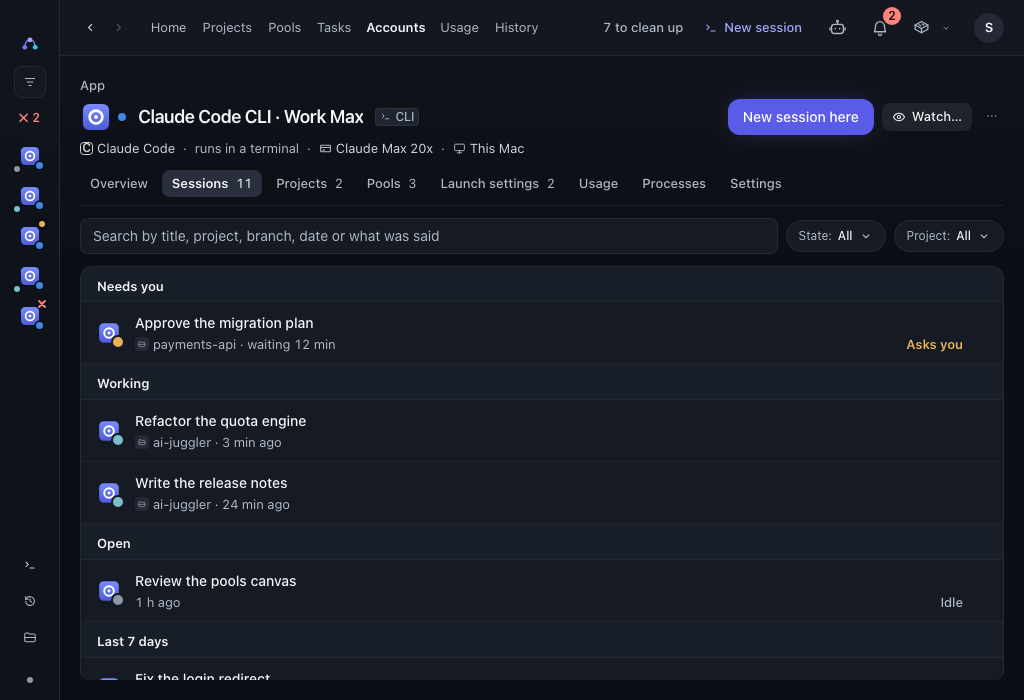 Home Projects Pools Tasks Accounts Usage History 7 to clean up New session 2 S
2
App
Claude Code CLI · Work Max CLI New session here Watch... ...
C Claude Code · runs in a terminal · Claude Max 20x · This Mac
Overview Sessions 11 Projects 2 Pools 3 Launch settings 2 Usage Processes Settings
Search by title, project, branch, date or what was said State: All Project: All
Needs you
Approve the migration plan
payments-api · waiting 12 min Asks you
Working
Refactor the quota engine
ai-juggler · 3 min ago
Write the release notes
ai-juggler · 24 min ago
Open
Review the pools canvas
1 h ago Idle
Last 7 days
Fix the login redirect